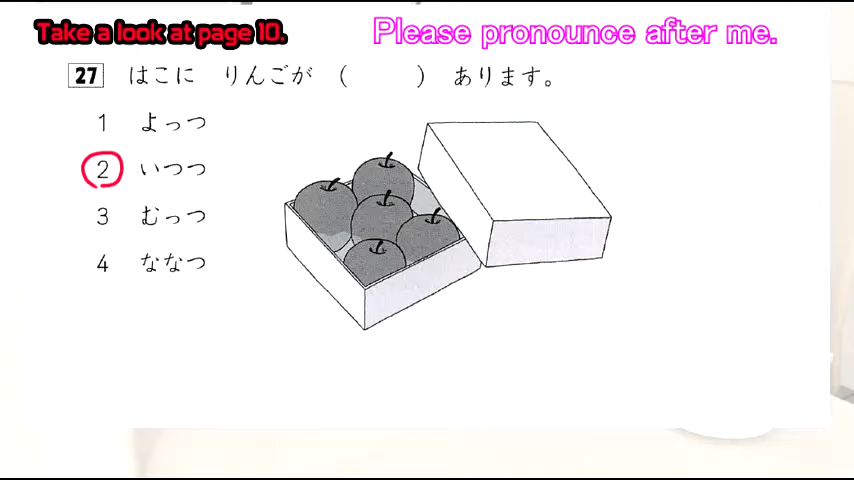 Take a look at page 10.
Please pronounce after me.
27 はこに りんごが ( ) あります。
1 よっつ
2 いつつ
3 むっつ
4 ななつ